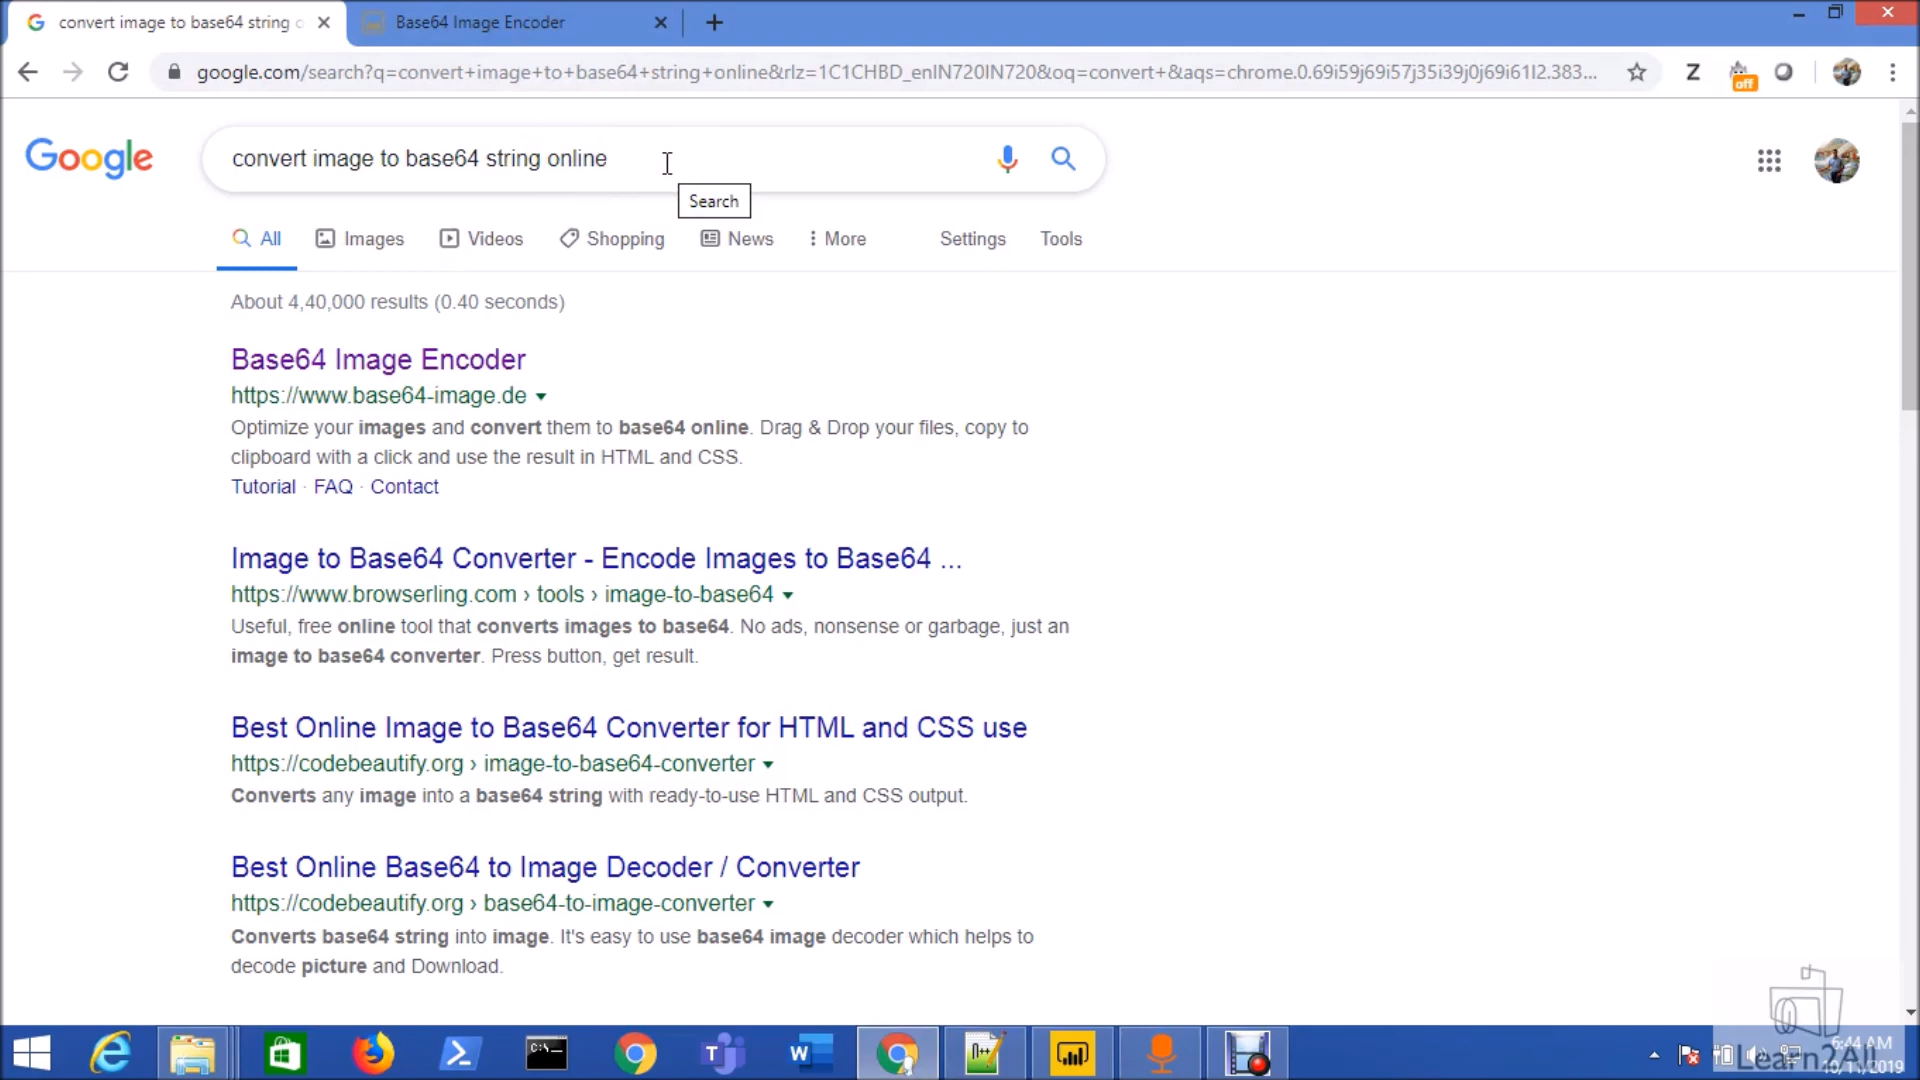 convert image to base64 string o
Base64 Image Encoder
google.com/search?q=convert+image+to+base64+string+online&rlz=1C1CHBD_enIN720IN720&oq=convert+&aqs=chrome.0.69i59j69i57j35i39j0j69i61l2.383...
Z
off
Google
convert image to base64 string online
Search
All
Images
Videos
Shopping
News
More
Settings
Tools
About 4,40,000 results (0.40 seconds)
Base64 Image Encoder
https://www.base64-image.de
Optimize your images and convert them to base64 online. Drag & Drop your files, copy to
clipboard with a click and use the result in HTML and CSS.
Tutorial · FAQ · Contact
Image to Base64 Converter - Encode Images to Base64 ...
https://www.browserling.com › tools › image-to-base64
Useful, free online tool that converts images to base64. No ads, nonsense or garbage, just an
image to base64 converter. Press button, get result.
Best Online Image to Base64 Converter for HTML and CSS use
https://codebeautify.org › image-to-base64-converter
Converts any image into a base64 string with ready-to-use HTML and CSS output.
Best Online Base64 to Image Decoder / Converter
https://codebeautify.org › base64-to-image-converter
Converts base64 string into image. It's easy to use base64 image decoder which helps to
decode picture and Download.
6:44 AM
Learn2All